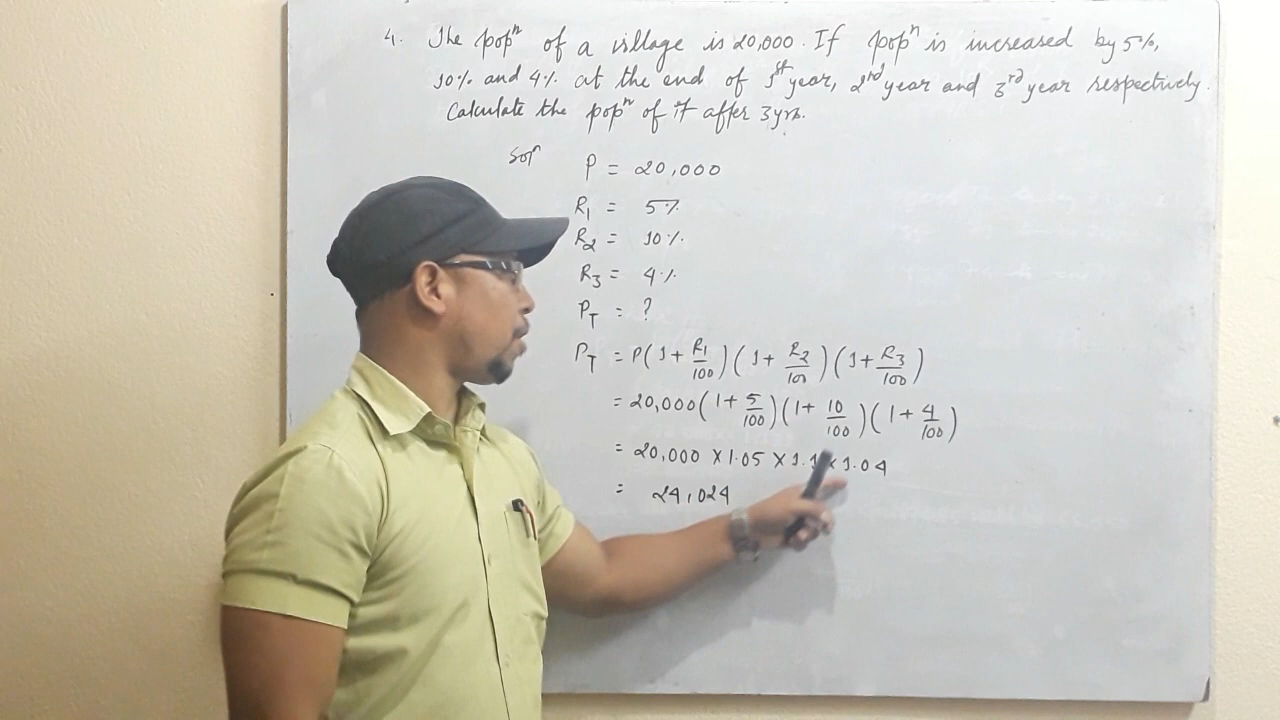 4. The popⁿ of a village is 20,000. If popⁿ is increased by 5%,
10% and 4% at the end of 1ˢᵗ year, 2ⁿᵈ year and 3ʳᵈ year respectively.
Calculate the popⁿ of it after 3 yrs.
Solⁿ
P = 20,000
R₁ = 5%
R₂ = 10%
R₃ = 4%
P_T = ?
P_T = P(1 + R₁/100)(1 + R₂/100)(1 + R₃/100)
= 20,000(1 + 5/100)(1 + 10/100)(1 + 4/100)
= 20,000 X 1.05 X 1.1 X 1.04
= 24,024